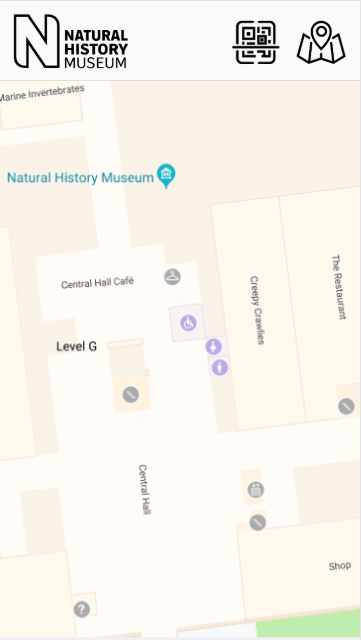 NATURAL
HISTORY
MUSEUM
Marine Invertebrates
Natural History Museum
Central Hall Café
Creepy Crawlies
The Restaurant
Level G
Central Hall
Shop
?